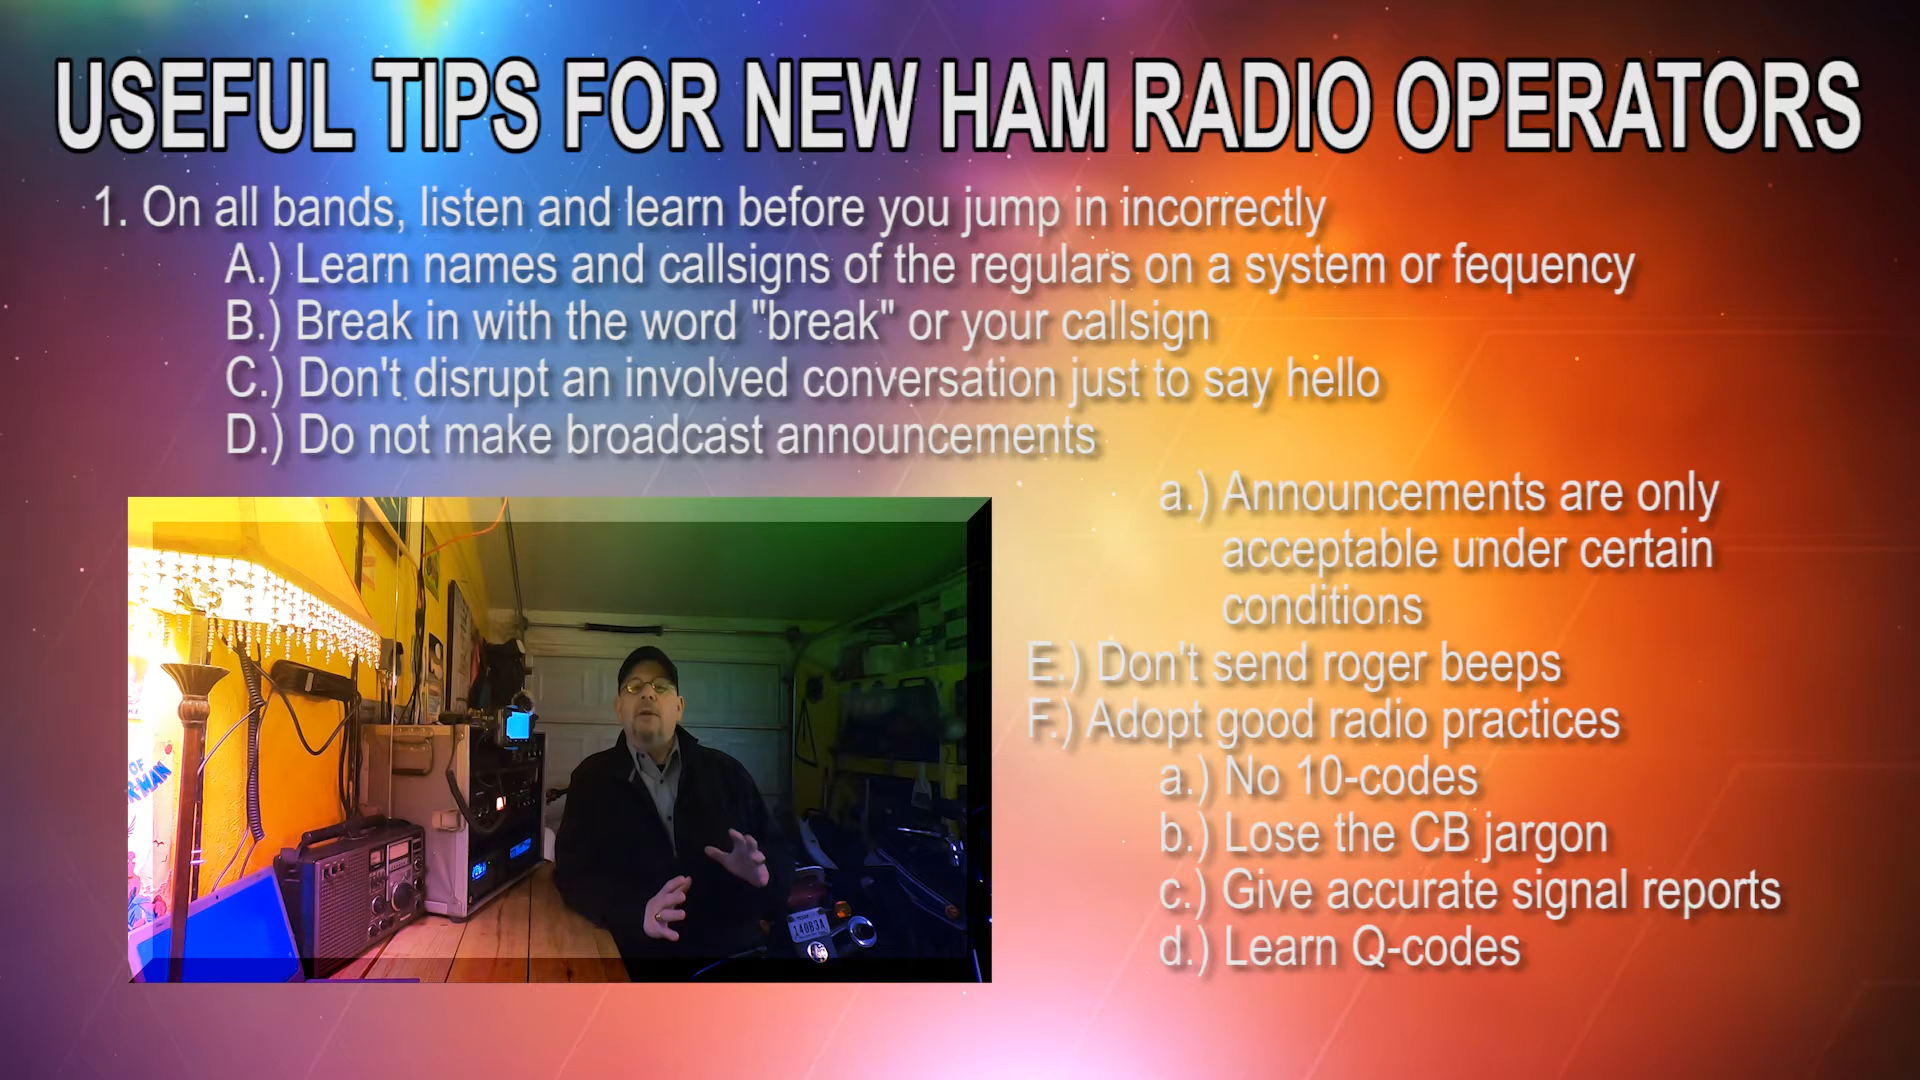 USEFUL TIPS FOR NEW HAM RADIO OPERATORS
1. On all bands, listen and learn before you jump in incorrectly
A.) Learn names and callsigns of the regulars on a system or fequency
B.) Break in with the word "break" or your callsign
C.) Don't disrupt an involved conversation just to say hello
D.) Do not make broadcast announcements
a.) Announcements are only
acceptable under certain
conditions
E.) Don't send roger beeps
F.) Adopt good radio practices
a.) No 10-codes
b.) Lose the CB jargon
c.) Give accurate signal reports
d.) Learn Q-codes
OF
R-MAN